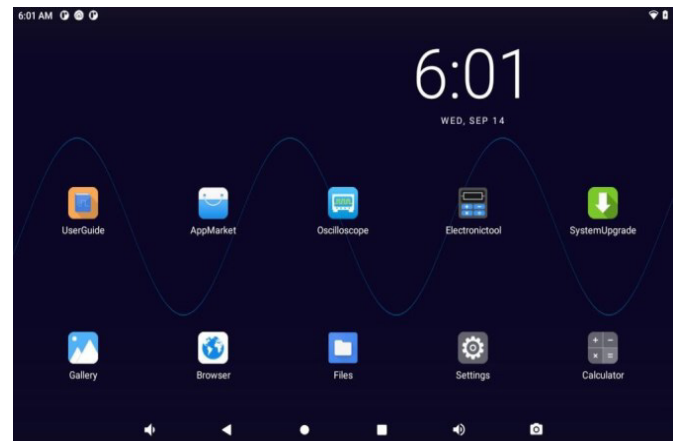 6:01 AM
6:01
WED, SEP 14
UserGuide
AppMarket
Oscilloscope
Electronictool
SystemUpgrade
Gallery
Browser
Files
Settings
Calculator